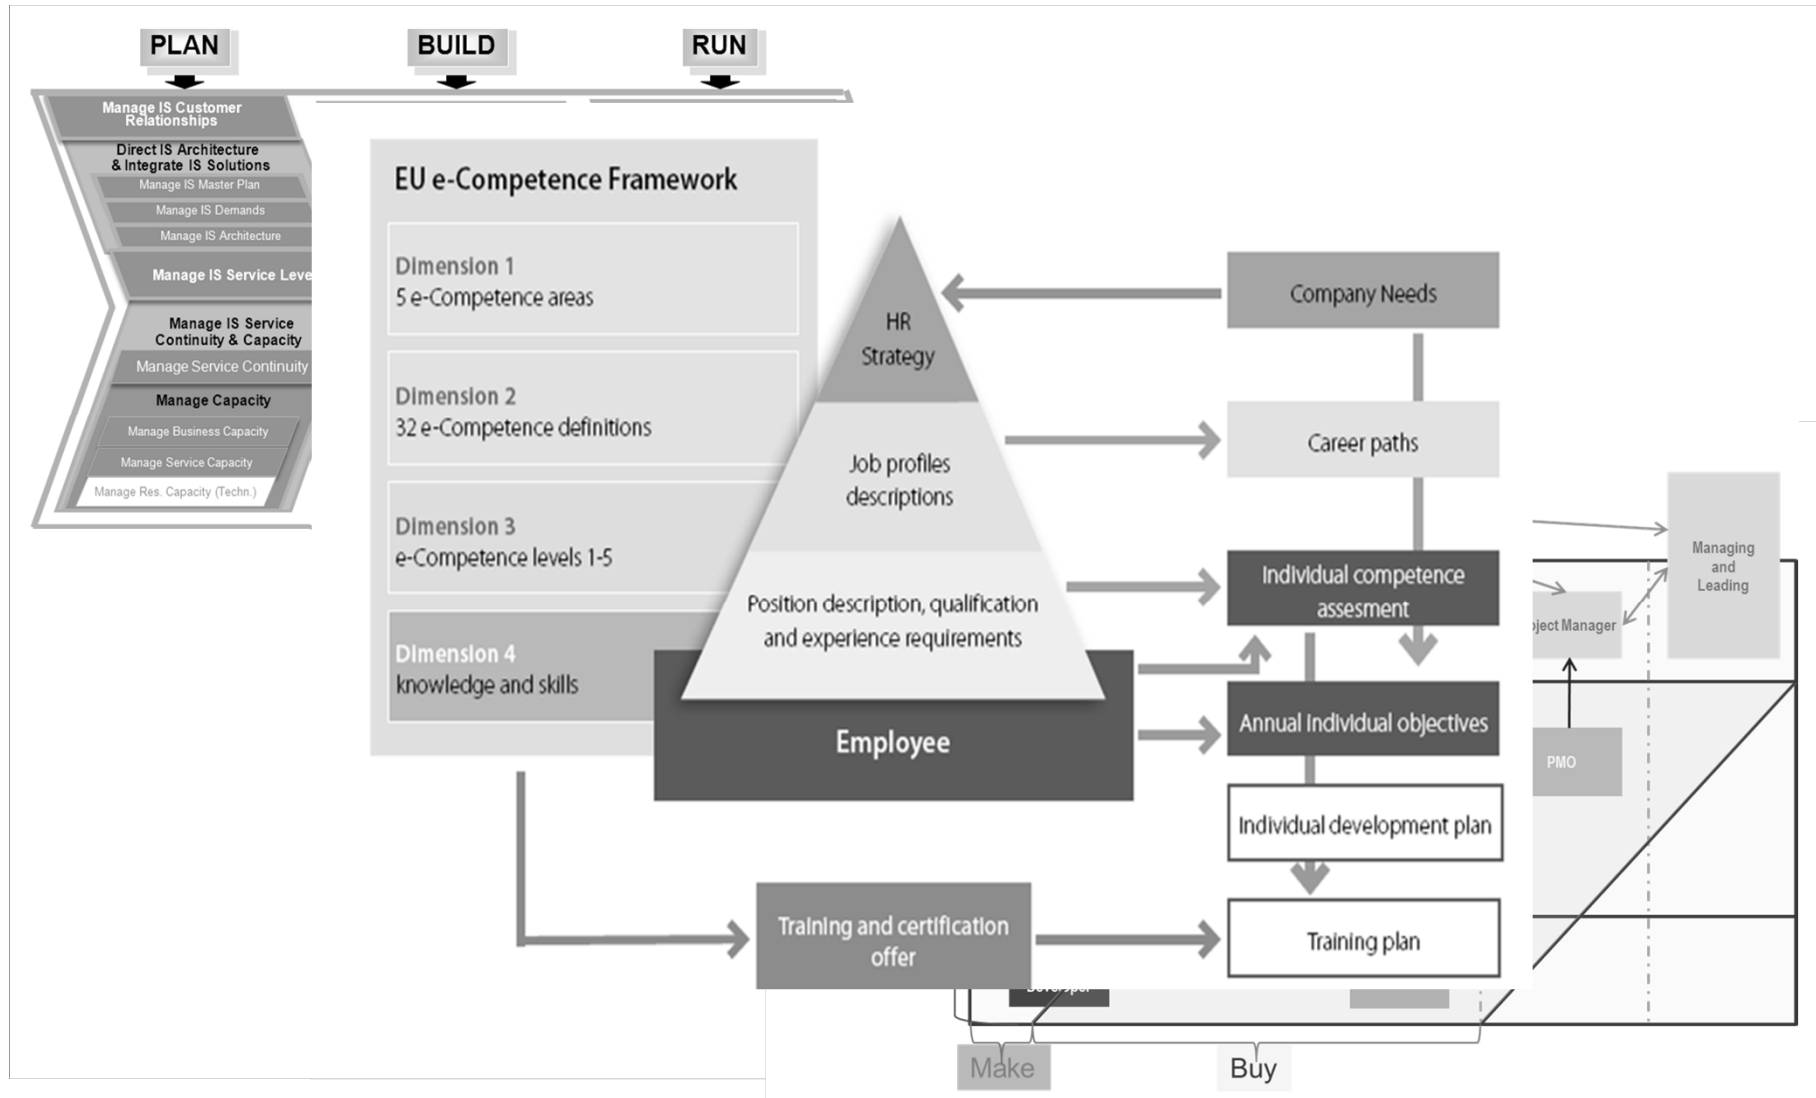 PLAN
BUILD
RUN
Manage IS Customer
Relationships
Direct IS Architecture
& Integrate IS Solutions
Manage IS Master Plan
Manage IS Demands
Manage IS Architecture
Manage IS Service Leve
Manage IS Service
Continuity & Capacity
Manage Service Continuity
Manage Capacity
Manage Business Capacity
Manage Service Capacity
Manage Res. Capacity (Techn.)
EU e-Competence Framework
Dimension 1
5 e-Competence areas
Dimension 2
32 e-Competence definitions
Dimension 3
e-Competence levels 1-5
Dimension 4
knowledge and skills
HR
Strategy
Job profiles
descriptions
Position description, qualification
and experience requirements
Employee
Company Needs
Career paths
Individual competence
assesment
Annual individual objectives
Individual development plan
Training and certification
offer
Training plan
Managing
and
Leading
oject Manager
PMO
Developer
Make
Buy